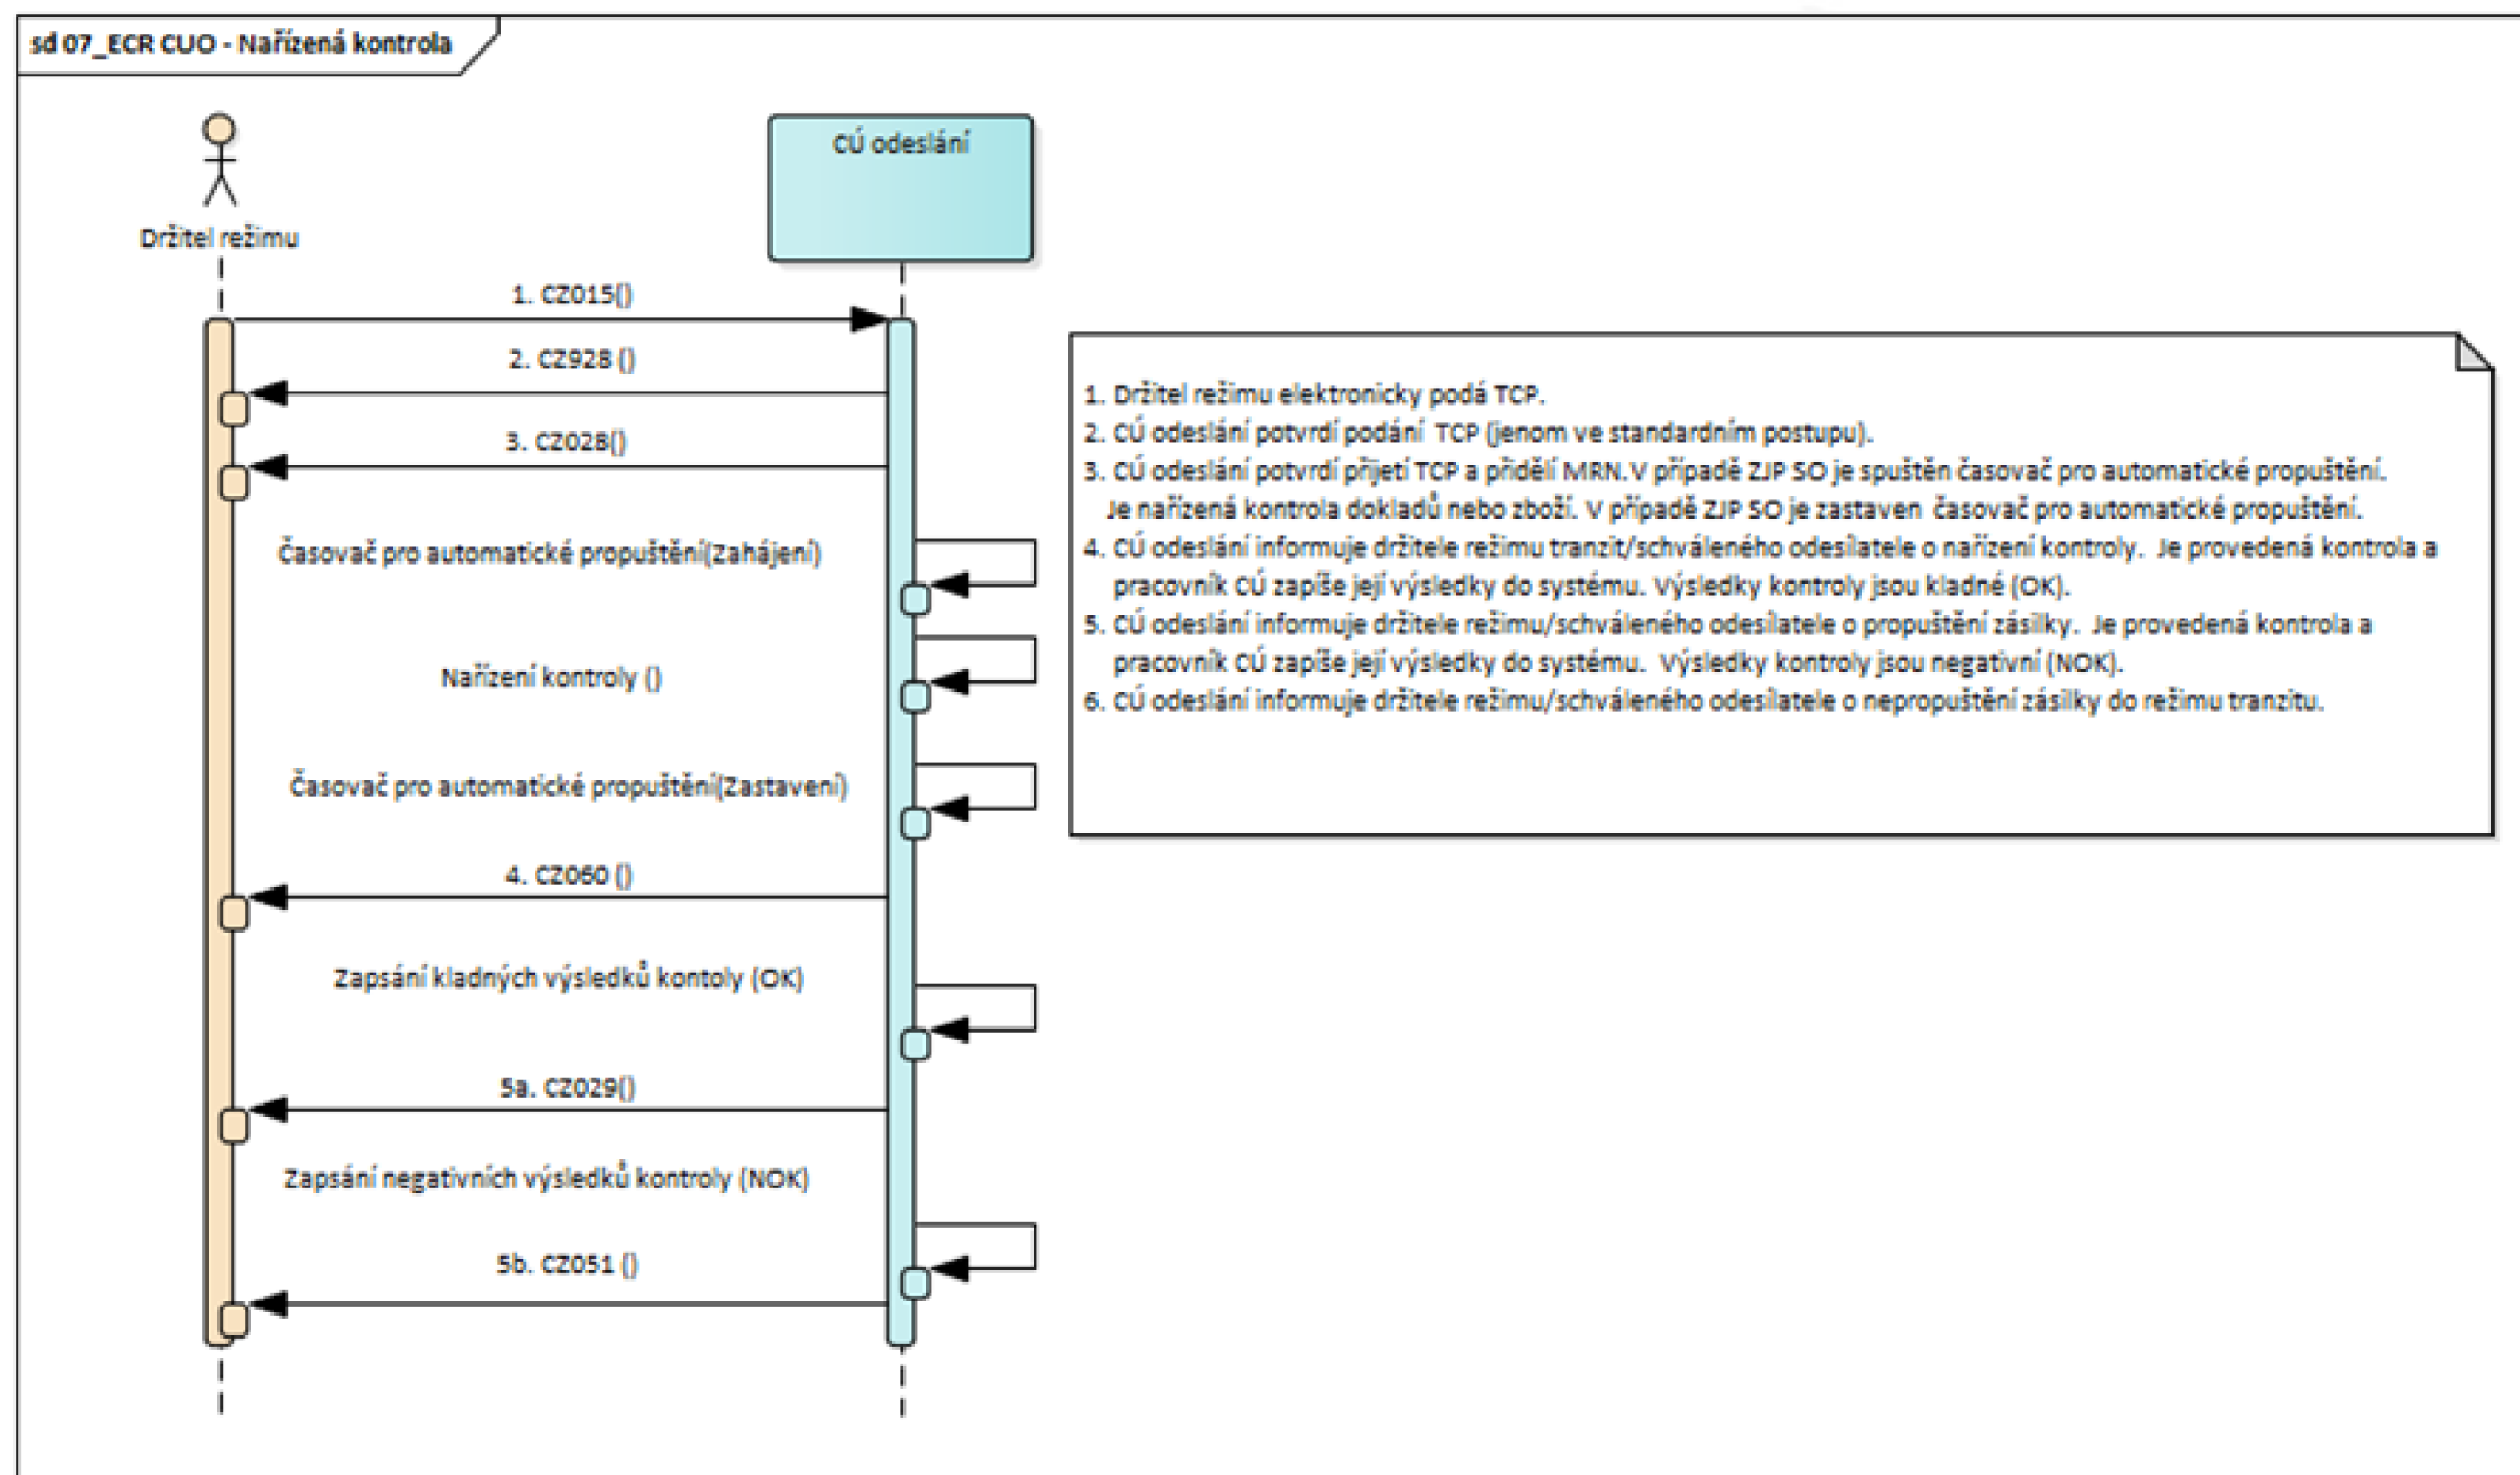 sd 07_ECR CUO - Nařízená kontrola
CÚ odeslání
Držitel režimu
1. CZ015()
2. CZ928 ()
3. CZ028()
Časovač pro automatické propuštění(Zahájení)
Nařízení kontroly ()
Časovač pro automatické propuštění(Zastavení)
4. CZ060 ()
Zapsání kladných výsledků kontoly (OK)
5a. CZ029()
Zapsání negativních výsledků kontroly (NOK)
5b. CZ051 ()
1. Držitel režimu elektronicky podá TCP.
2. CÚ odeslání potvrdí podání TCP (jenom ve standardním postupu).
3. CÚ odeslání potvrdí přijetí TCP a přidělí MRN.V případě ZJP SO je spuštěn časovač pro automatické propuštění.
Je nařízená kontrola dokladů nebo zboží. V případě ZJP SO je zastaven časovač pro automatické propuštění.
4. CÚ odeslání informuje držitele režimu tranzit/schváleného odesílatele o nařízení kontroly. Je provedená kontrola a
pracovník CÚ zapíše její výsledky do systému. Výsledky kontroly jsou kladné (OK).
5. CÚ odeslání informuje držitele režimu/schváleného odesílatele o propuštění zásilky. Je provedená kontrola a
pracovník CÚ zapíše její výsledky do systému. Výsledky kontroly jsou negativní (NOK).
6. CÚ odeslání informuje držitele režimu/schváleného odesílatele o nepropuštění zásilky do režimu tranzitu.